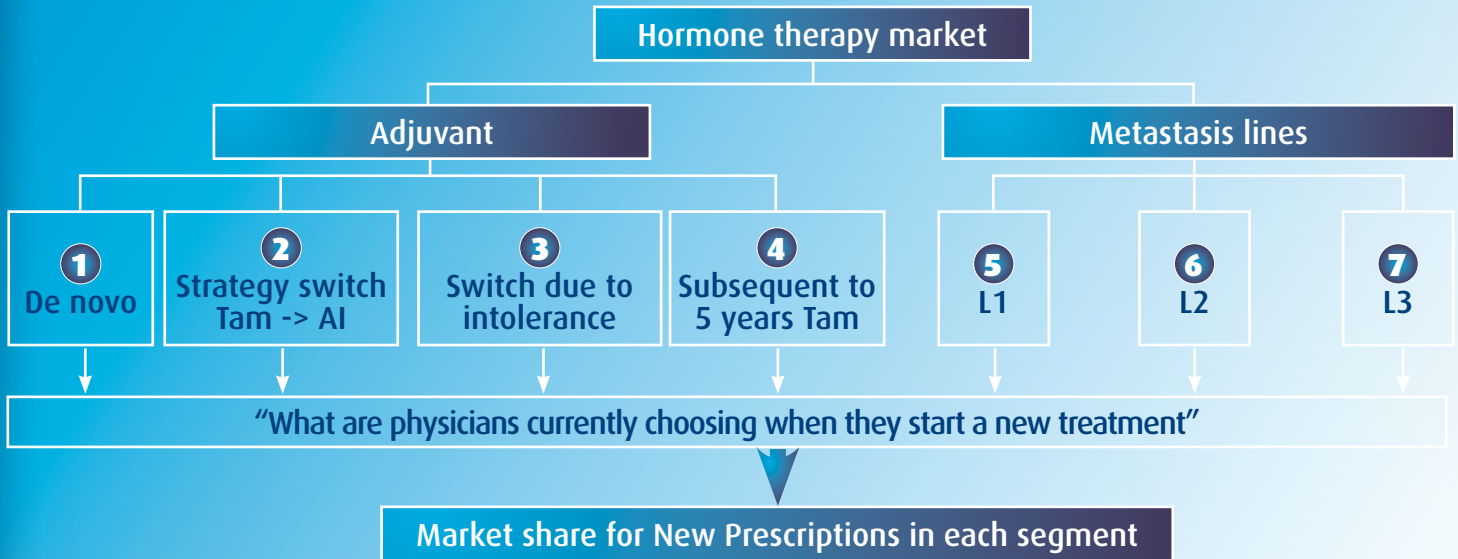 Hormone therapy market
Adjuvant
Metastasis lines
1
De novo
2
Strategy switch
Tam -> AI
3
Switch due to
intolerance
4
Subsequent to
5 years Tam
5
L1
6
L2
7
L3
“What are physicians currently choosing when they start a new treatment”
Market share for New Prescriptions in each segment